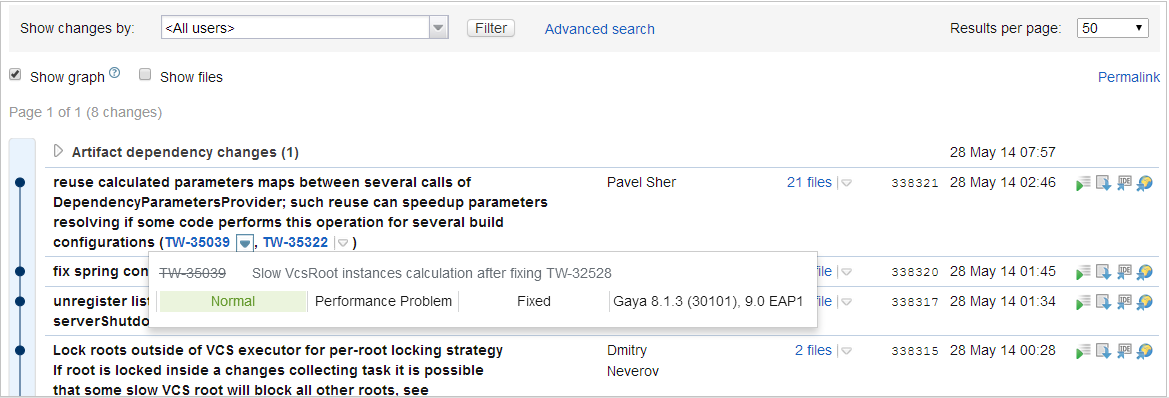 Show changes by: <All users> Filter Advanced search Results per page: 50
Show graph ? Show files Permalink
Page 1 of 1 (8 changes)
Artifact dependency changes (1) 28 May 14 07:57
reuse calculated parameters maps between several calls of Pavel Sher 21 files 338321 28 May 14 02:46
DependencyParametersProvider; such reuse can speedup parameters
resolving if some code performs this operation for several build
configurations (TW-35039, TW-35322)
TW-35039 Slow VcsRoot instances calculation after fixing TW-32528
Normal Performance Problem Fixed Gaya 8.1.3 (30101), 9.0 EAP1
fix spring con file 338320 28 May 14 01:45
unregister list file 338317 28 May 14 01:34
serverShutdo
Lock roots outside of VCS executor for per-root locking strategy Dmitry 2 files 338315 28 May 14 00:28
If root is locked inside a changes collecting task it is possible Neverov
that some slow VCS root will block all other roots, see